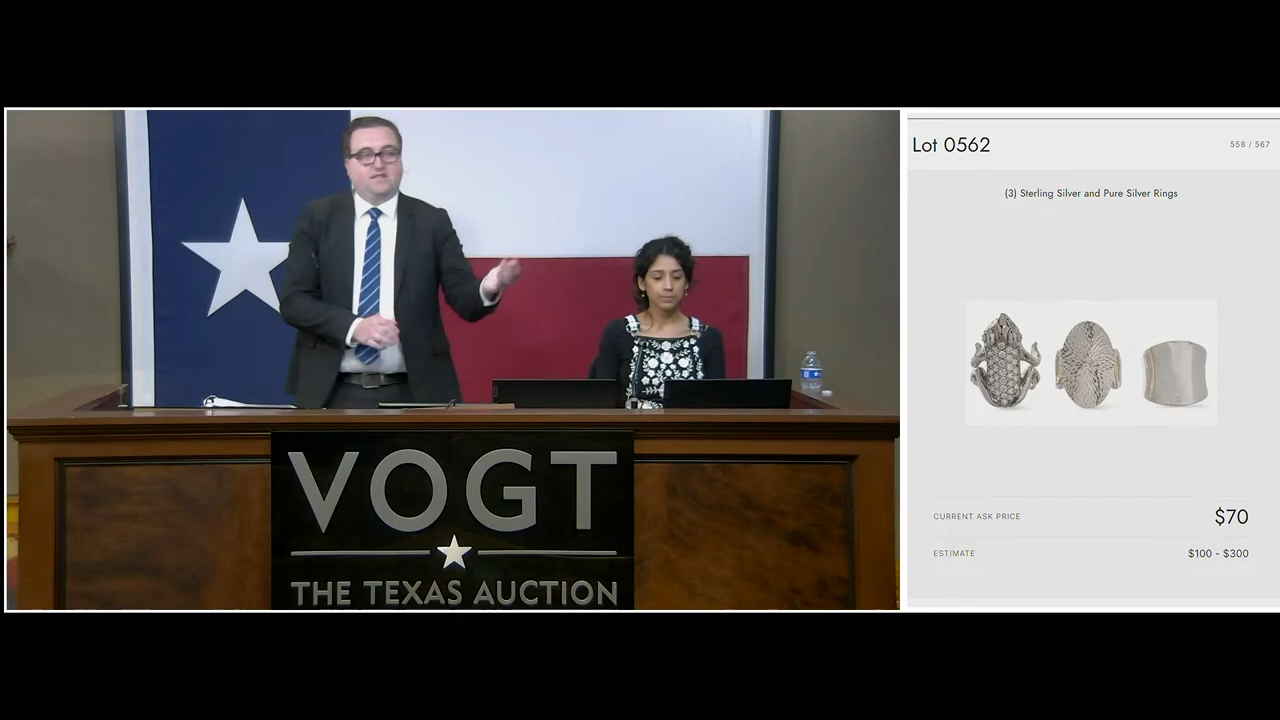 VOGT
THE TEXAS AUCTION
Lot 0562
558 / 567
(3) Sterling Silver and Pure Silver Rings
CURRENT ASK PRICE
$70
ESTIMATE
$100 - $300